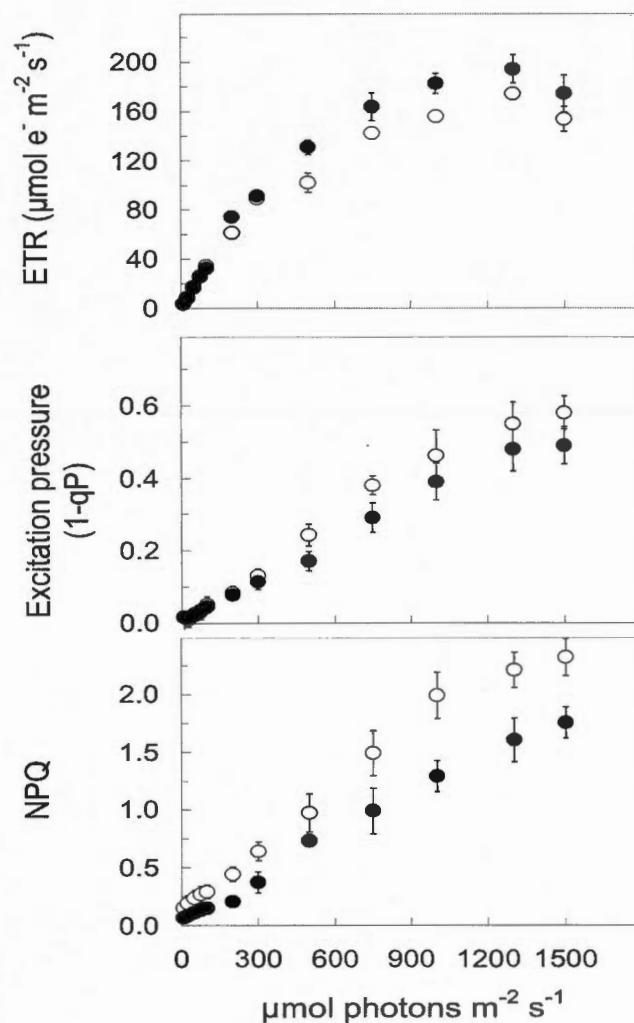 ETR (µmol e⁻ m⁻² s⁻¹)
200
160
120
80
40
0
Excitation pressure
(1-qP)
0.6
0.4
0.2
0.0
NPQ
2.0
1.5
1.0
0.5
0.0
0 300 600 900 1200 1500
µmol photons m⁻² s⁻¹